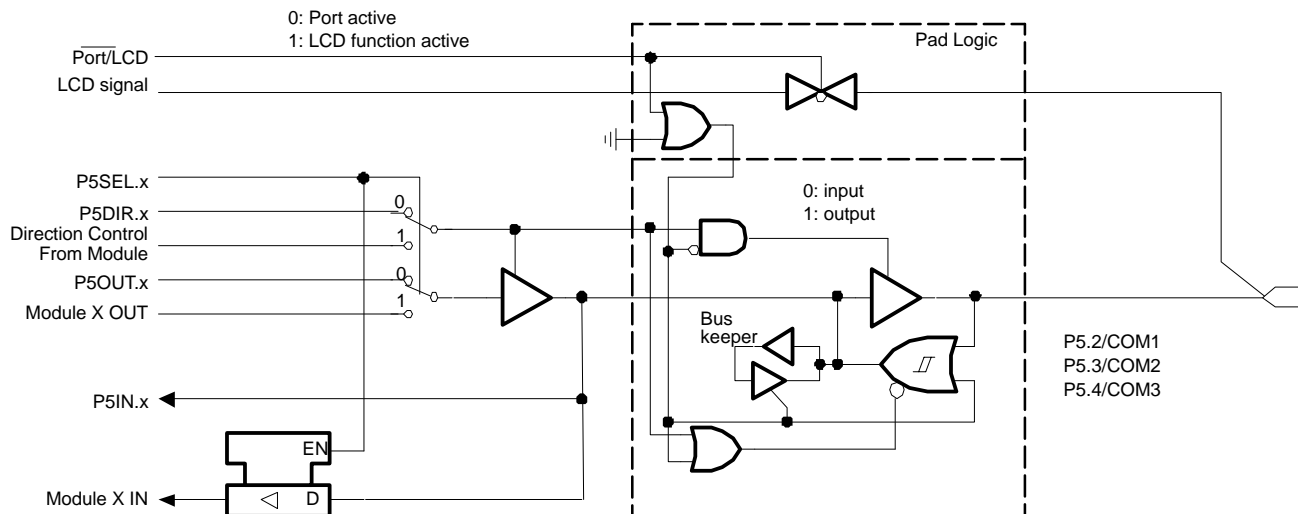 0: Port active
1: LCD function active
Pad Logic
Port/LCD
LCD signal
P5SEL.x
0: input
1: output
0
P5DIR.x
Direction Control
From Module
1
0
P5OUT.x
1
Module X OUT
Bus
keeper
P5.2/COM1
P5.3/COM2
P5.4/COM3
P5IN.x
EN
Module X IN
D